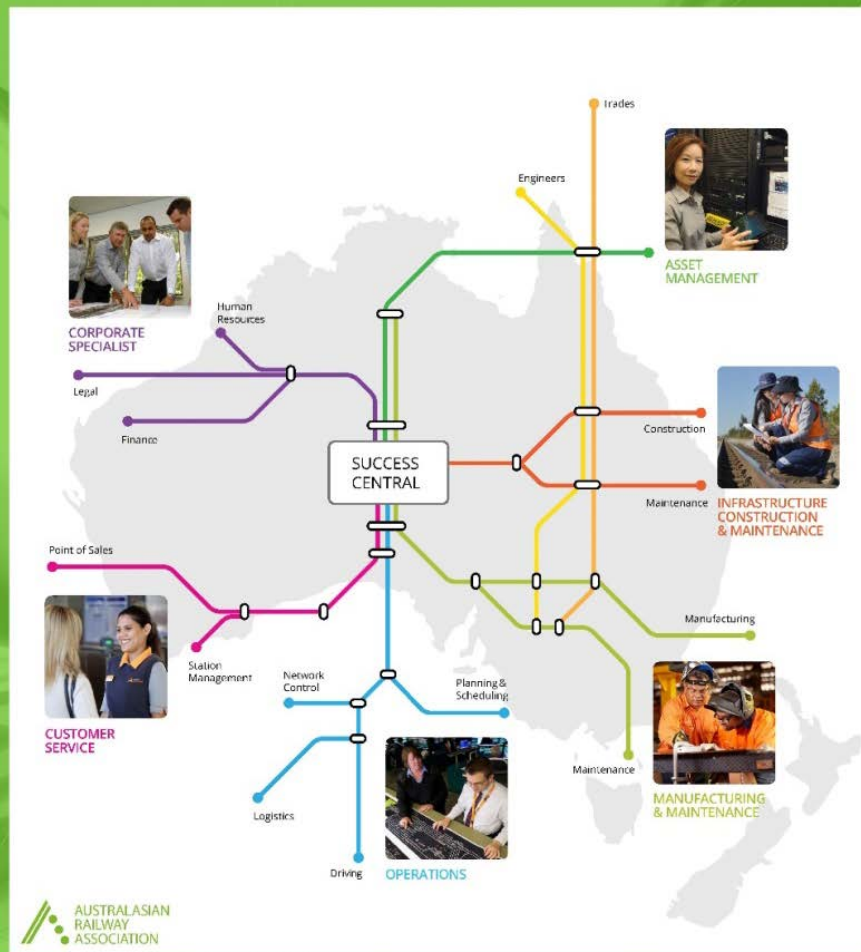 Trades
Engineers
ASSET
MANAGEMENT
Human
Resources
CORPORATE
SPECIALIST
Legal
Finance
Construction
SUCCESS
CENTRAL
Maintenance
INFRASTRUCTURE
CONSTRUCTION
& MAINTENANCE
Point of Sales
Manufacturing
Station
Management
Network
Control
Planning &
Scheduling
CUSTOMER
SERVICE
Maintenance
MANUFACTURING
& MAINTENANCE
Logistics
Driving
OPERATIONS
AUSTRALASIAN
RAILWAY
ASSOCIATION